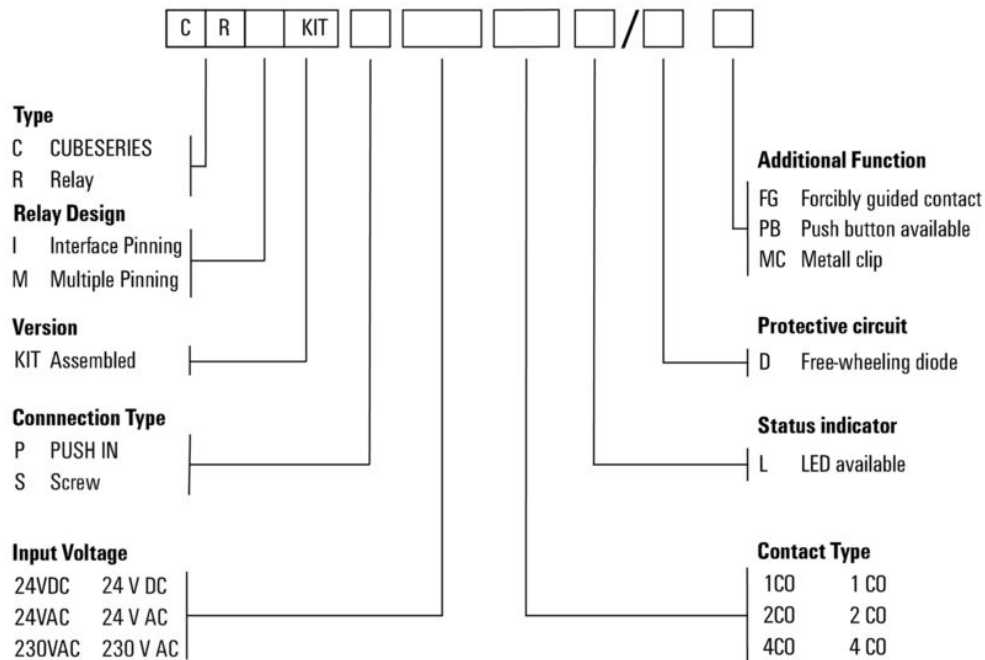 C R KIT /
Type
C CUBESERIES
R Relay
Relay Design
I Interface Pinning
M Multiple Pinning
Version
KIT Assembled
Connnection Type
P PUSH IN
S Screw
Input Voltage
24VDC 24 V DC
24VAC 24 V AC
230VAC 230 V AC
Additional Function
FG Forcibly guided contact
PB Push button available
MC Metall clip
Protective circuit
D Free-wheeling diode
Status indicator
L LED available
Contact Type
1CO 1 CO
2CO 2 CO
4CO 4 CO